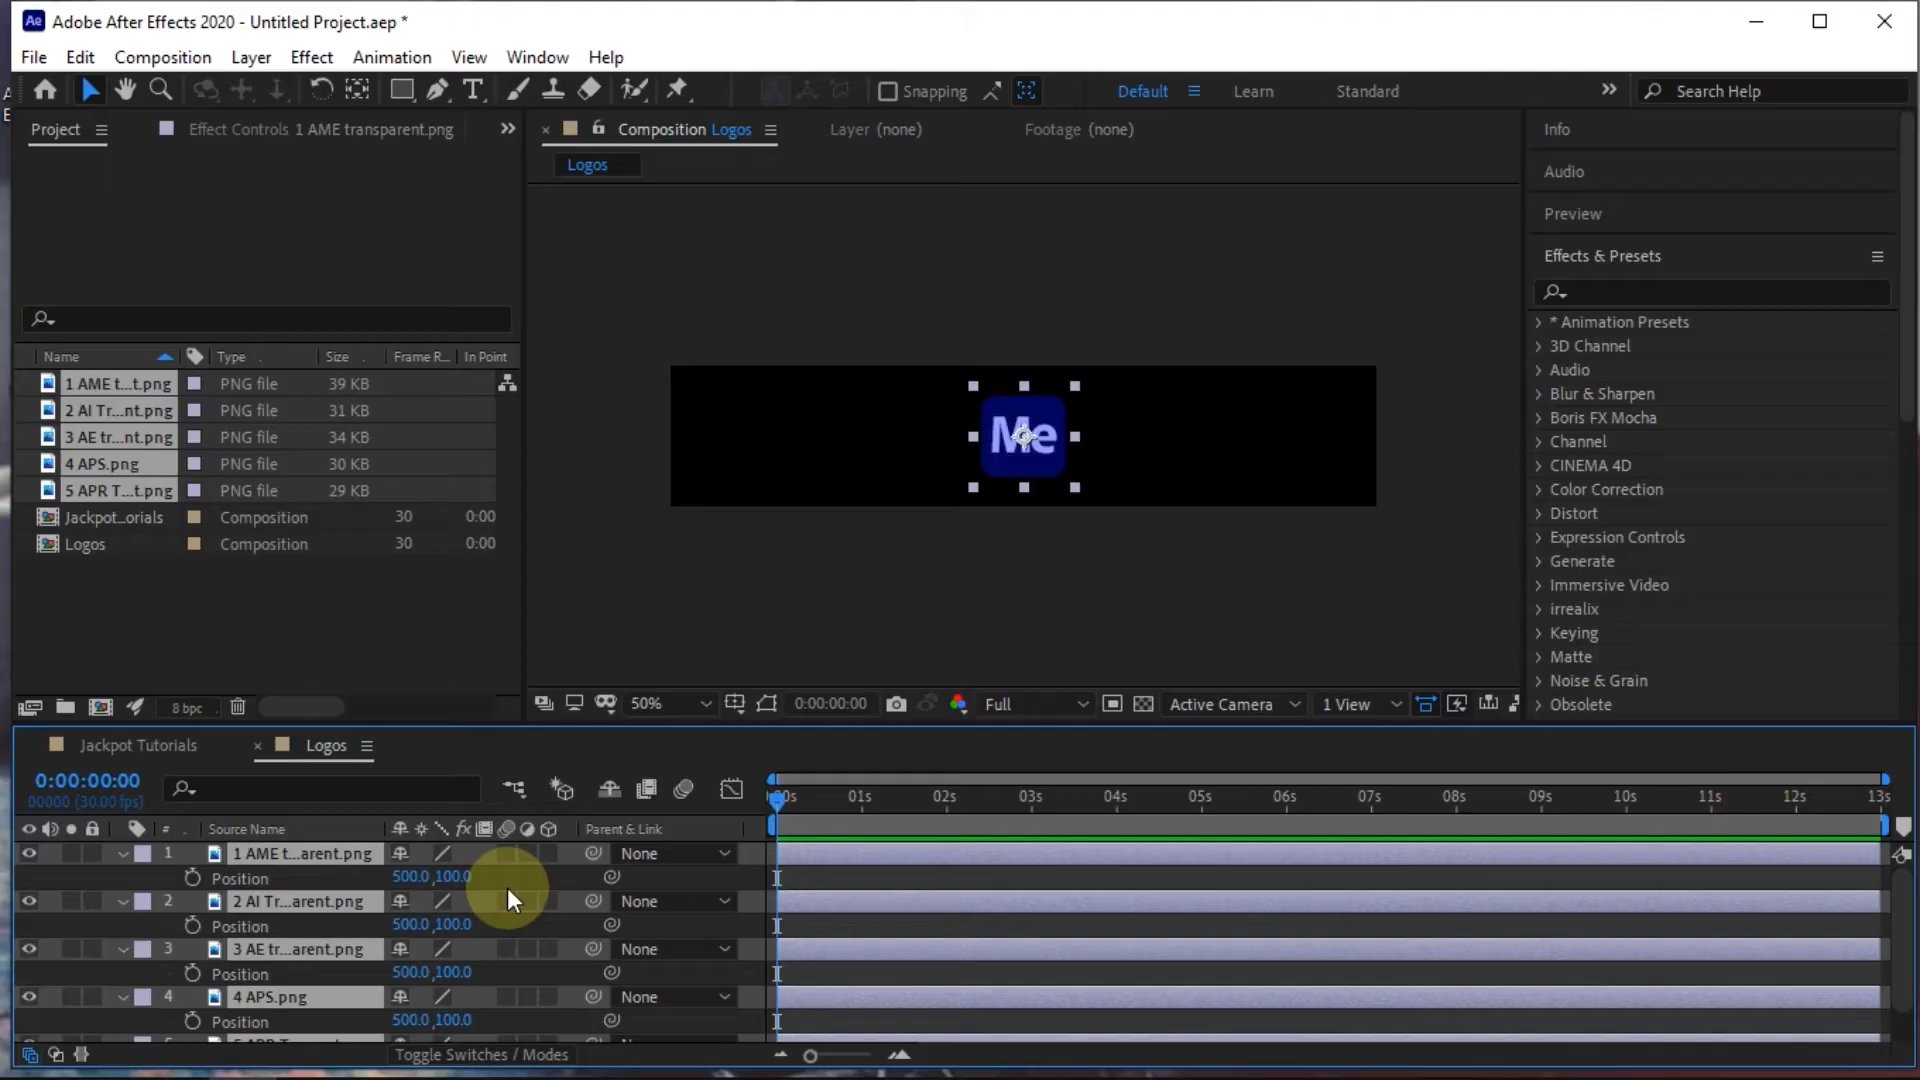 Ae Adobe After Effects 2020 - Untitled Project.aep *
File Edit Composition Layer Effect Animation View Window Help
Snapping Default Learn Standard Search Help
Project Effect Controls 1 AME transparent.png
Composition Logos Layer (none) Footage (none)
Logos
Me
Name Type Size Frame R... In Point
1 AME t...t.png PNG file 39 KB
2 AI Tr...nt.png PNG file 31 KB
3 AE tr...nt.png PNG file 34 KB
4 APS.png PNG file 30 KB
5 APR T...t.png PNG file 29 KB
Jackpot_orials Composition 30 0:00
Logos Composition 30 0:00
8 bpc
50% 0:00:00:00 Full Active Camera 1 View
Info
Audio
Preview
Effects & Presets
* Animation Presets
3D Channel
Audio
Blur & Sharpen
Boris FX Mocha
Channel
CINEMA 4D
Color Correction
Distort
Expression Controls
Generate
Immersive Video
irrealix
Keying
Matte
Noise & Grain
Obsolete
Jackpot Tutorials Logos
0:00:00:00
00000 (30.00 fps)
00s 01s 02s 03s 04s 05s 06s 07s 08s 09s 10s 11s 12s 13s
# Source Name fx Parent & Link
1 1 AME t...arent.png None
Position 500.0,100.0
2 2 AI Tr...arent.png None
Position 500.0,100.0
3 3 AE tr...arent.png None
Position 500.0,100.0
4 4 APS.png None
Position 500.0,100.0
Toggle Switches / Modes